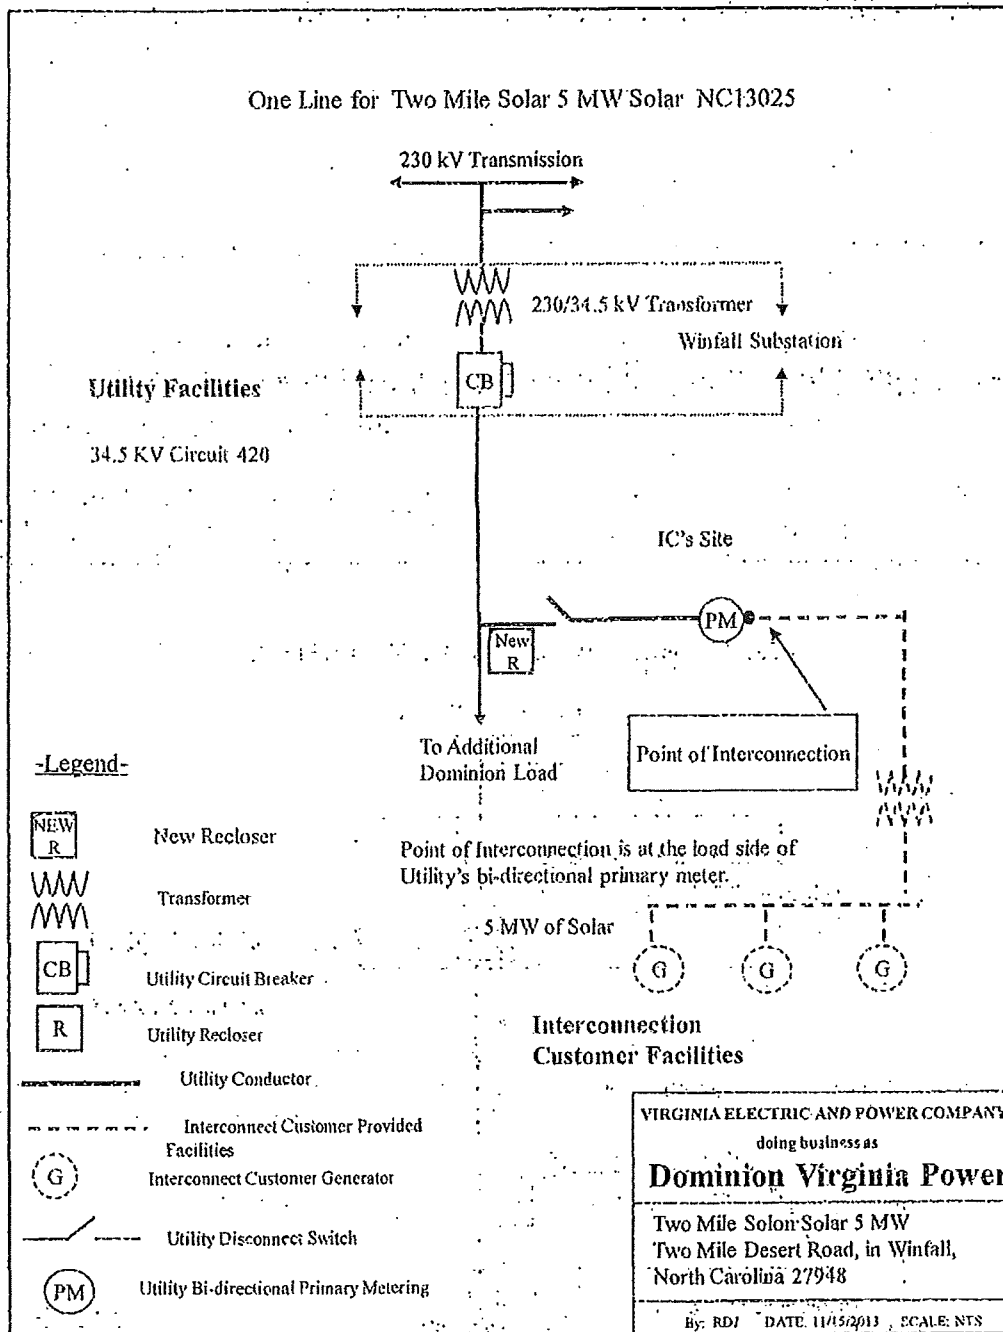 One Line for Two Mile Solar 5 MW Solar NC13025
230 kV Transmission
230/34.5 kV Transformer
Winfall Substation
CB
Utility Facilities
34.5 KV Circuit 420
IC's Site
PM
New
R
Point of Interconnection
To Additional
Dominion Load
Point of Interconnection is at the load side of
Utility's bi-directional primary meter.
5 MW of Solar
G
G
G
Interconnection
Customer Facilities
-Legend-
NEW
R
New Recloser
Transformer
CB
Utility Circuit Breaker
R
Utility Recloser
Utility Conductor
Interconnect Customer Provided
Facilities
G
Interconnect Customer Generator
Utility Disconnect Switch
PM
Utility Bi-directional Primary Metering
VIRGINIA ELECTRIC AND POWER COMPANY
doing business as
Dominion Virginia Power
Two Mile Solon Solar 5 MW
Two Mile Desert Road, in Winfall,
North Carolina 27948
By: RDJ DATE: 11/15/2013 , SCALE: NTS